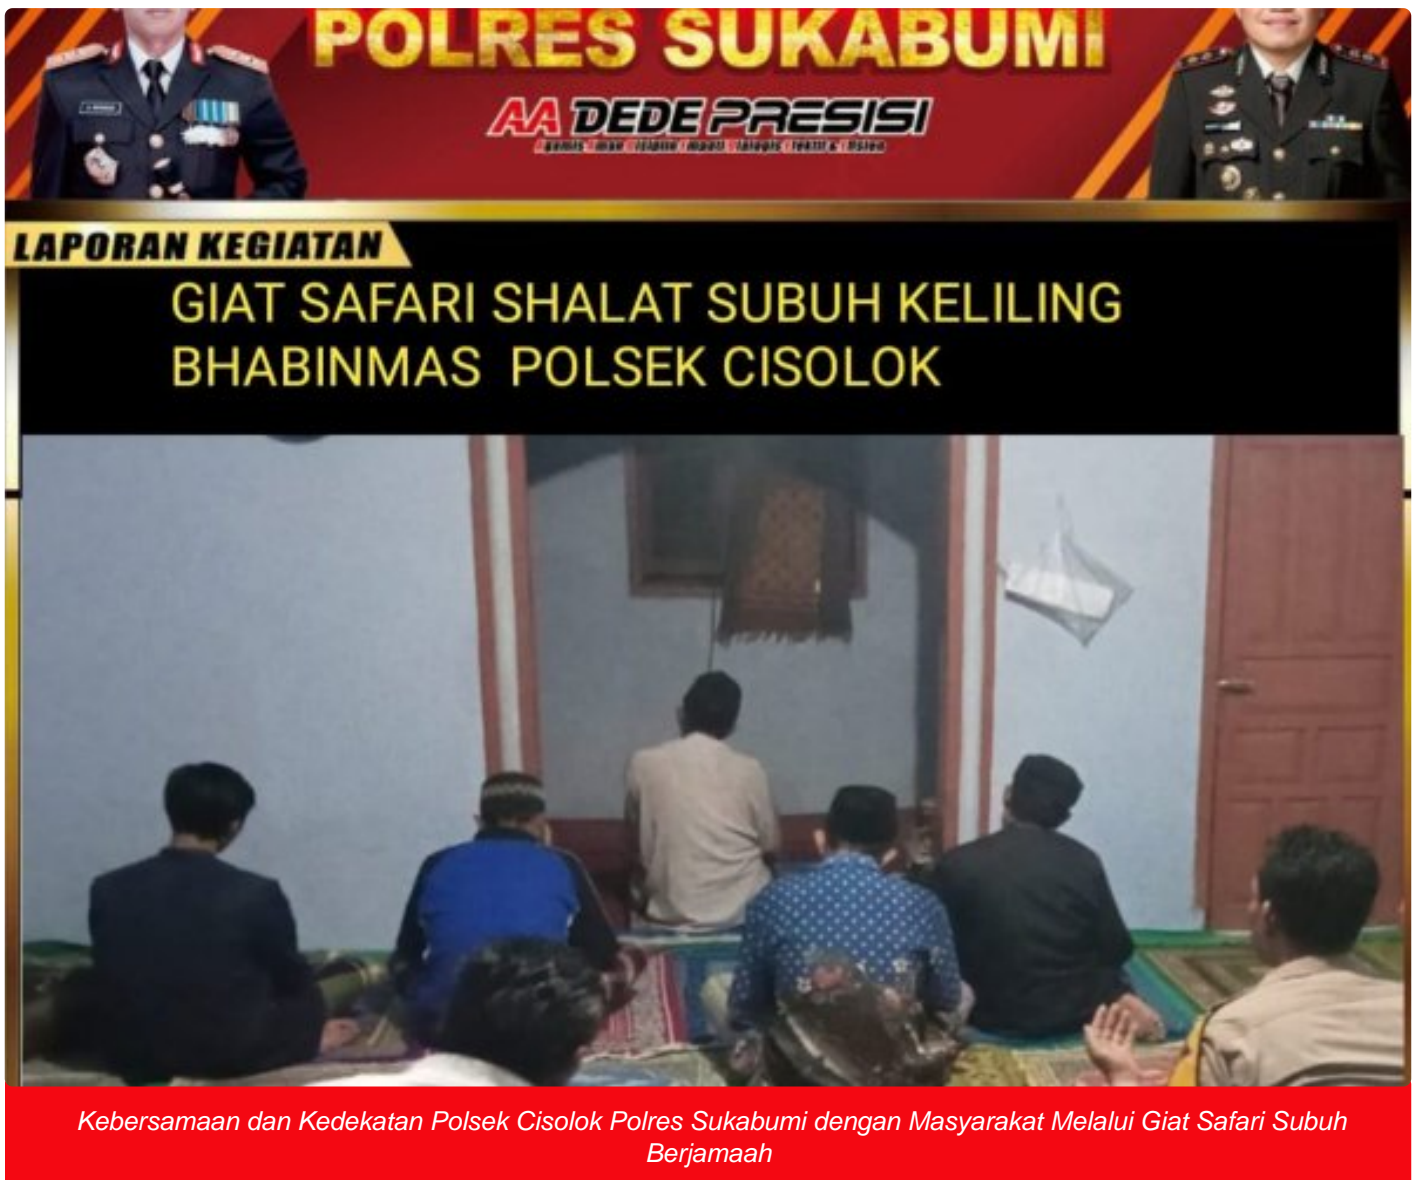 POLRES SUKABUMI
AA DEDE PRESISI
LAPORAN KEGIATAN
GIAT SAFARI SHALAT SUBUH KELILING
BHABINMAS POLSEK CISOLOK
Kebersamaan dan Kedekatan Polsek Cisolok Polres Sukabumi dengan Masyarakat Melalui Giat Safari Subuh
Berjamaah